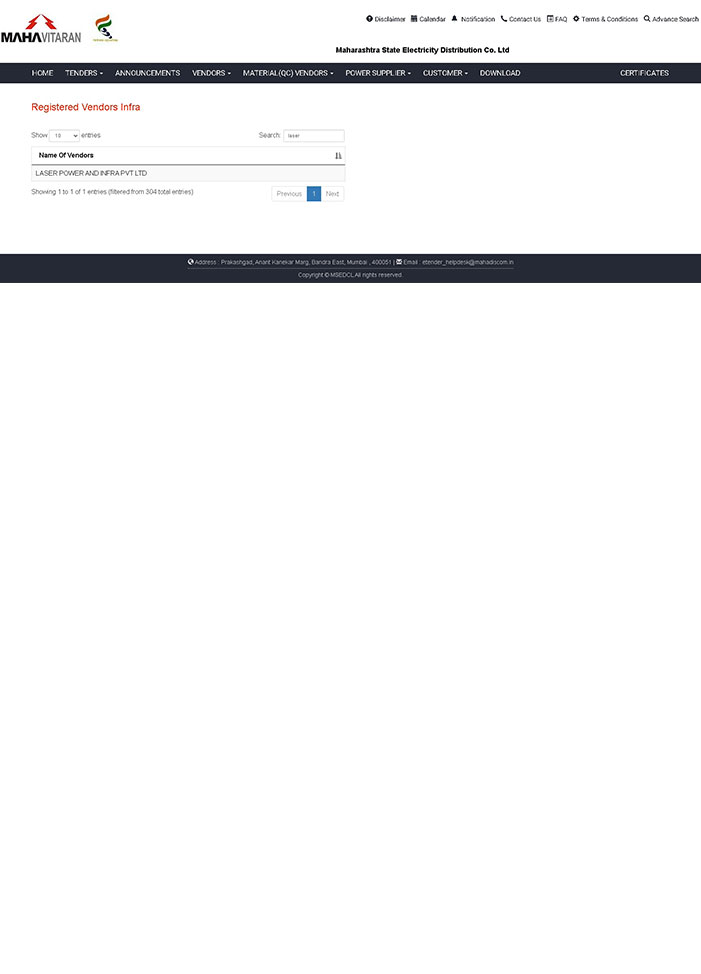 MAHAVITARAN
Disclaimer Calendar Notification Contact Us FAQ Terms & Conditions Advance Search
Maharashtra State Electricity Distribution Co. Ltd
HOME TENDERS ANNOUNCEMENTS VENDORS MATERIAL(QC) VENDORS POWER SUPPLIER CUSTOMER DOWNLOAD CERTIFICATES
Registered Vendors Infra
Show 10 entries Search: laser
Name Of Vendors
LASER POWER AND INFRA PVT LTD
Showing 1 to 1 of 1 entries (filtered from 304 total entries)
Previous 1 Next
Address : Prakashgad, Anant Kanekar Marg, Bandra East, Mumbai , 400051 | Email : etender_helpdesk@mahadiscom.in
Copyright © MSEDCL All rights reserved.